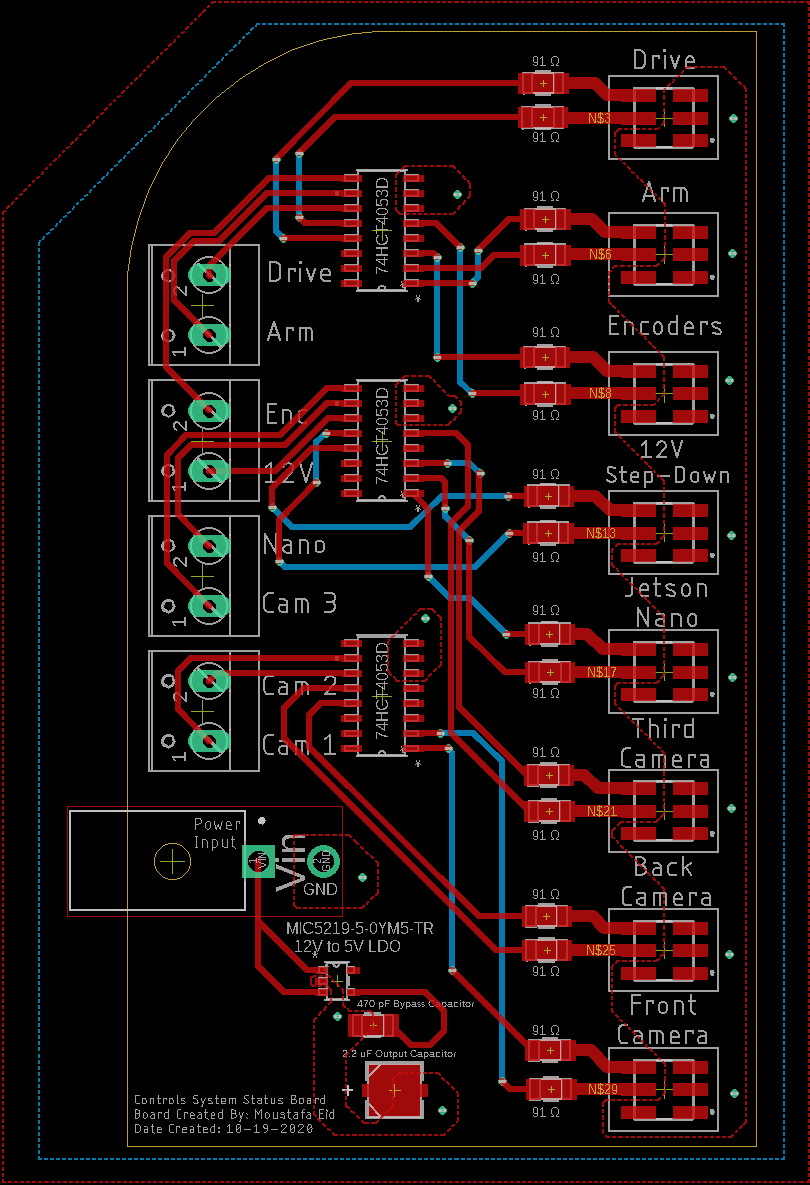 91 Ω
Drive
N$3
91 Ω
91 Ω
Arm
74HC4053D
N$6
91 Ω
*
Drive
2
1
Arm
91 Ω
Encoders
N$8
91 Ω
74HC4053D
*
Enc
2
1
12V
12V
Step-Down
91 Ω
N$13
91 Ω
Nano
2
1
Cam 3
Jetson
Nano
91 Ω
N$17
91 Ω
74HC4053D
*
Cam 2
2
1
Cam 1
Third
Camera
91 Ω
N$21
91 Ω
Power
Input
1
VIN
Vin
2
GND
GND
Back
Camera
91 Ω
N$25
91 Ω
MIC5219-5-0YM5-TR
12V to 5V LDO
*
470 pF Bypass Capacitor
2.2 uF Output Capacitor
+
Front
Camera
91 Ω
N$29
91 Ω
Controls System Status Board
Board Created By: Moustafa Eld
Date Created: 10-19-2020